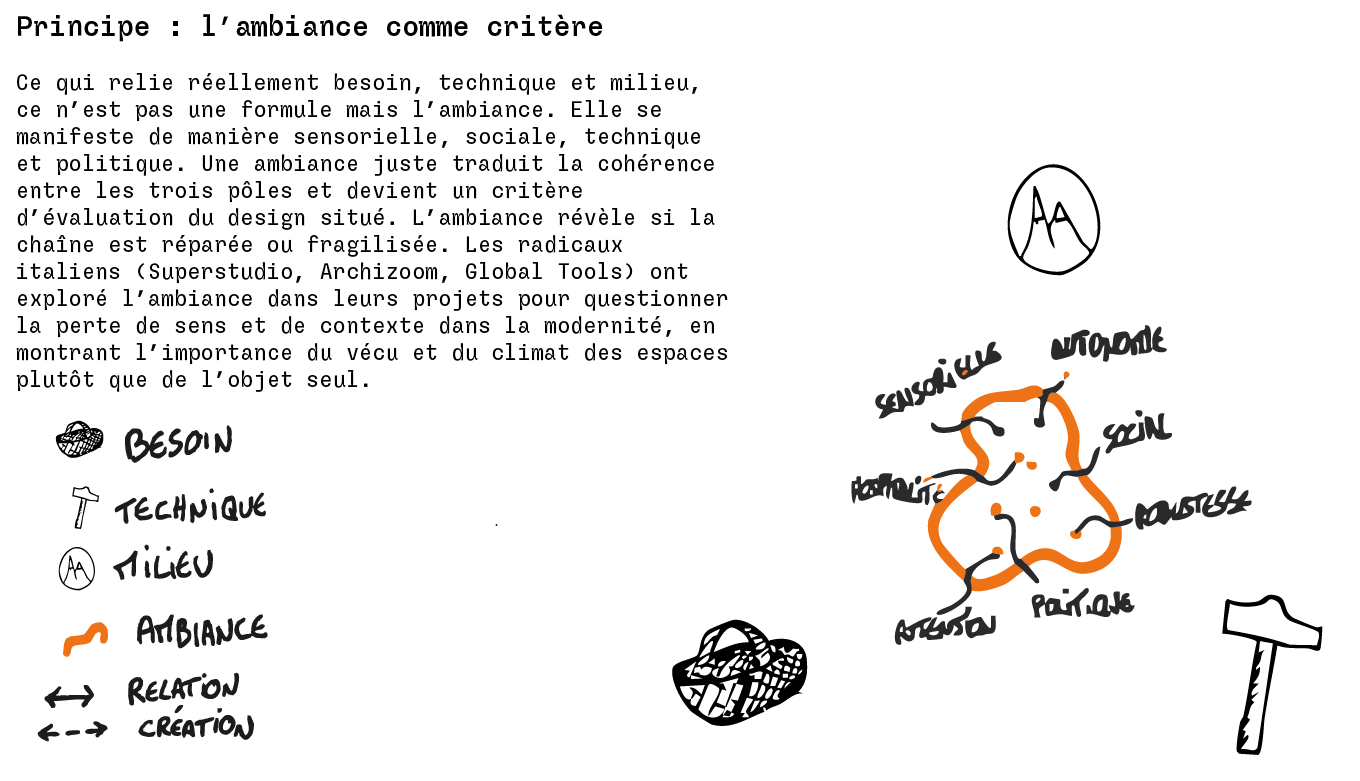 Principe : l’ambiance comme critère
Ce qui relie réellement besoin, technique et milieu,
ce n’est pas une formule mais l’ambiance. Elle se
manifeste de manière sensorielle, sociale, technique
et politique. Une ambiance juste traduit la cohérence
entre les trois pôles et devient un critère
d’évaluation du design situé. L’ambiance révèle si la
chaîne est réparée ou fragilisée. Les radicaux
italiens (Superstudio, Archizoom, Global Tools) ont
exploré l’ambiance dans leurs projets pour questionner
la perte de sens et de contexte dans la modernité, en
montrant l’importance du vécu et du climat des espaces
plutôt que de l’objet seul.
BESOIN
TECHNIQUE
MILIEU
AMBIANCE
RELATION
CRÉATION
AUTONOMIE
SENSORIELLE
SOCIAL
HOSPITALITÉ
ROBUSTESSE
POLITIQUE
ATTENTION